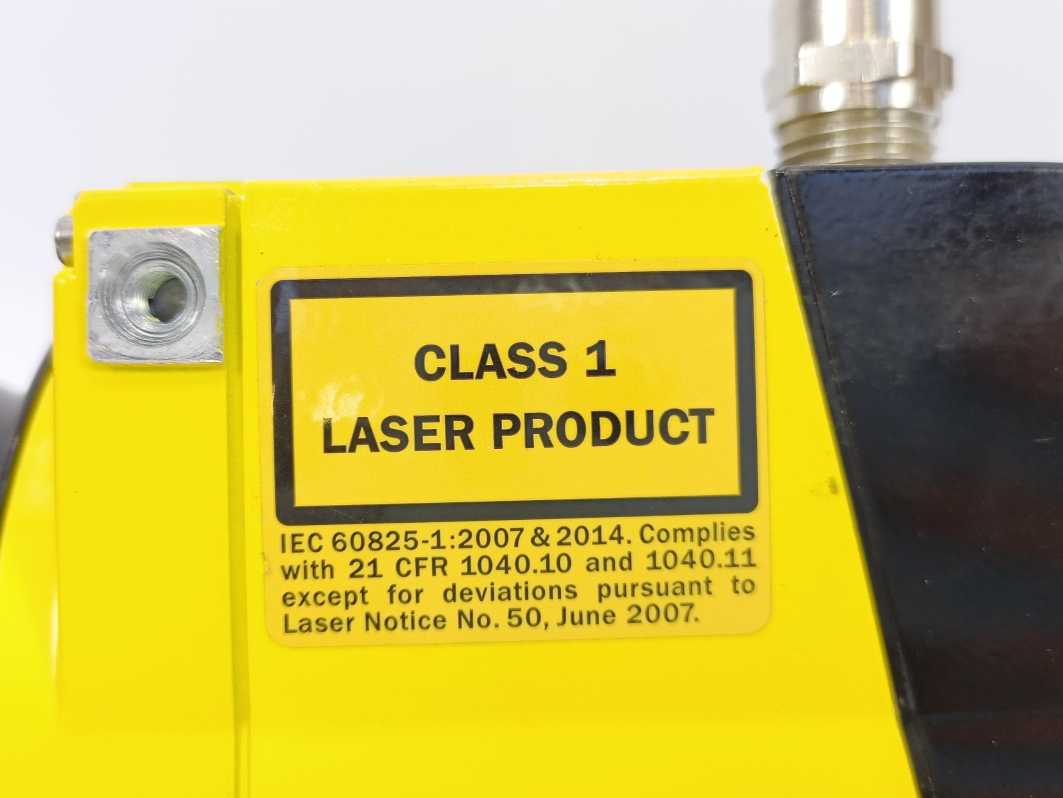 CLASS 1
LASER PRODUCT
IEC 60825-1:2007 & 2014. Complies
with 21 CFR 1040.10 and 1040.11
except for deviations pursuant to
Laser Notice No. 50, June 2007.